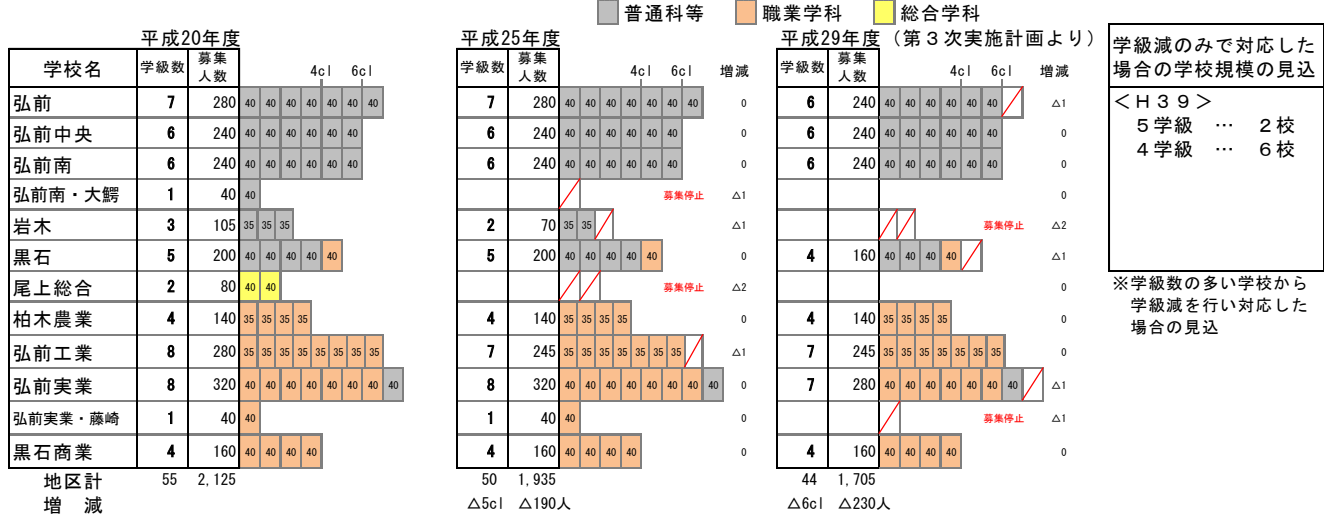 普通科等 職業学科 総合学科
平成20年度 平成25年度 平成29年度（第３次実施計画より）
学校名 学級数 募集人数 4cl 6cl 学級数 募集人数 4cl 6cl 増減 学級数 募集人数 4cl 6cl 増減
弘前 7 280 40 40 40 40 40 40 40 7 280 40 40 40 40 40 40 40 0 6 240 40 40 40 40 40 40 △1
弘前中央 6 240 40 40 40 40 40 40 6 240 40 40 40 40 40 40 0 6 240 40 40 40 40 40 40 0
弘前南 6 240 40 40 40 40 40 40 6 240 40 40 40 40 40 40 0 6 240 40 40 40 40 40 40 0
弘前南・大鰐 1 40 40 募集停止 △1 0
岩木 3 105 35 35 35 2 70 35 35 △1 募集停止 △2
黒石 5 200 40 40 40 40 40 5 200 40 40 40 40 40 0 4 160 40 40 40 40 △1
尾上総合 2 80 40 40 募集停止 △2 0
柏木農業 4 140 35 35 35 35 4 140 35 35 35 35 0 4 140 35 35 35 35 0
弘前工業 8 280 35 35 35 35 35 35 35 35 7 245 35 35 35 35 35 35 35 △1 7 245 35 35 35 35 35 35 35 0
弘前実業 8 320 40 40 40 40 40 40 40 40 8 320 40 40 40 40 40 40 40 40 0 7 280 40 40 40 40 40 40 40 △1
弘前実業・藤崎 1 40 40 1 40 40 0 募集停止 △1
黒石商業 4 160 40 40 40 40 4 160 40 40 40 40 0 4 160 40 40 40 40 0
地区計 55 2,125 50 1,935 44 1,705
増　減 △5cl △190人 △6cl △230人
学級減のみで対応した
場合の学校規模の見込
＜Ｈ３９＞
５学級 … ２校
４学級 … ６校
※学級数の多い学校から
学級減を行い対応した
場合の見込